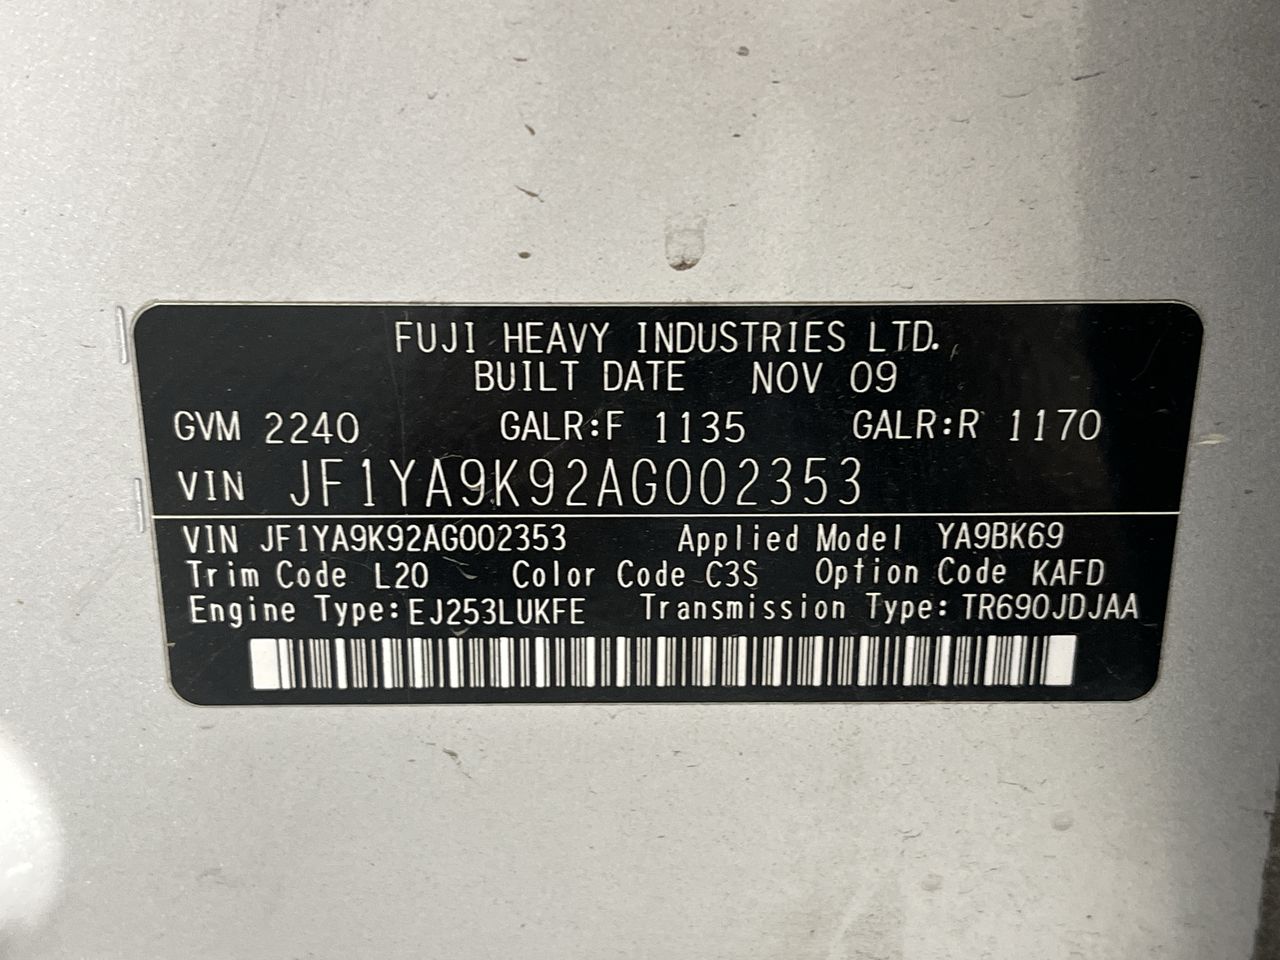 FUJI HEAVY INDUSTRIES LTD.
BUILT DATE NOV 09
GVM 2240 GALR:F 1135 GALR:R 1170
VIN JF1YA9K92AG002353
VIN JF1YA9K92AG002353 Applied Model YA9BK69
Trim Code L20 Color Code C3S Option Code KAFD
Engine Type:EJ253LUKFE Transmission Type:TR690JDJAA